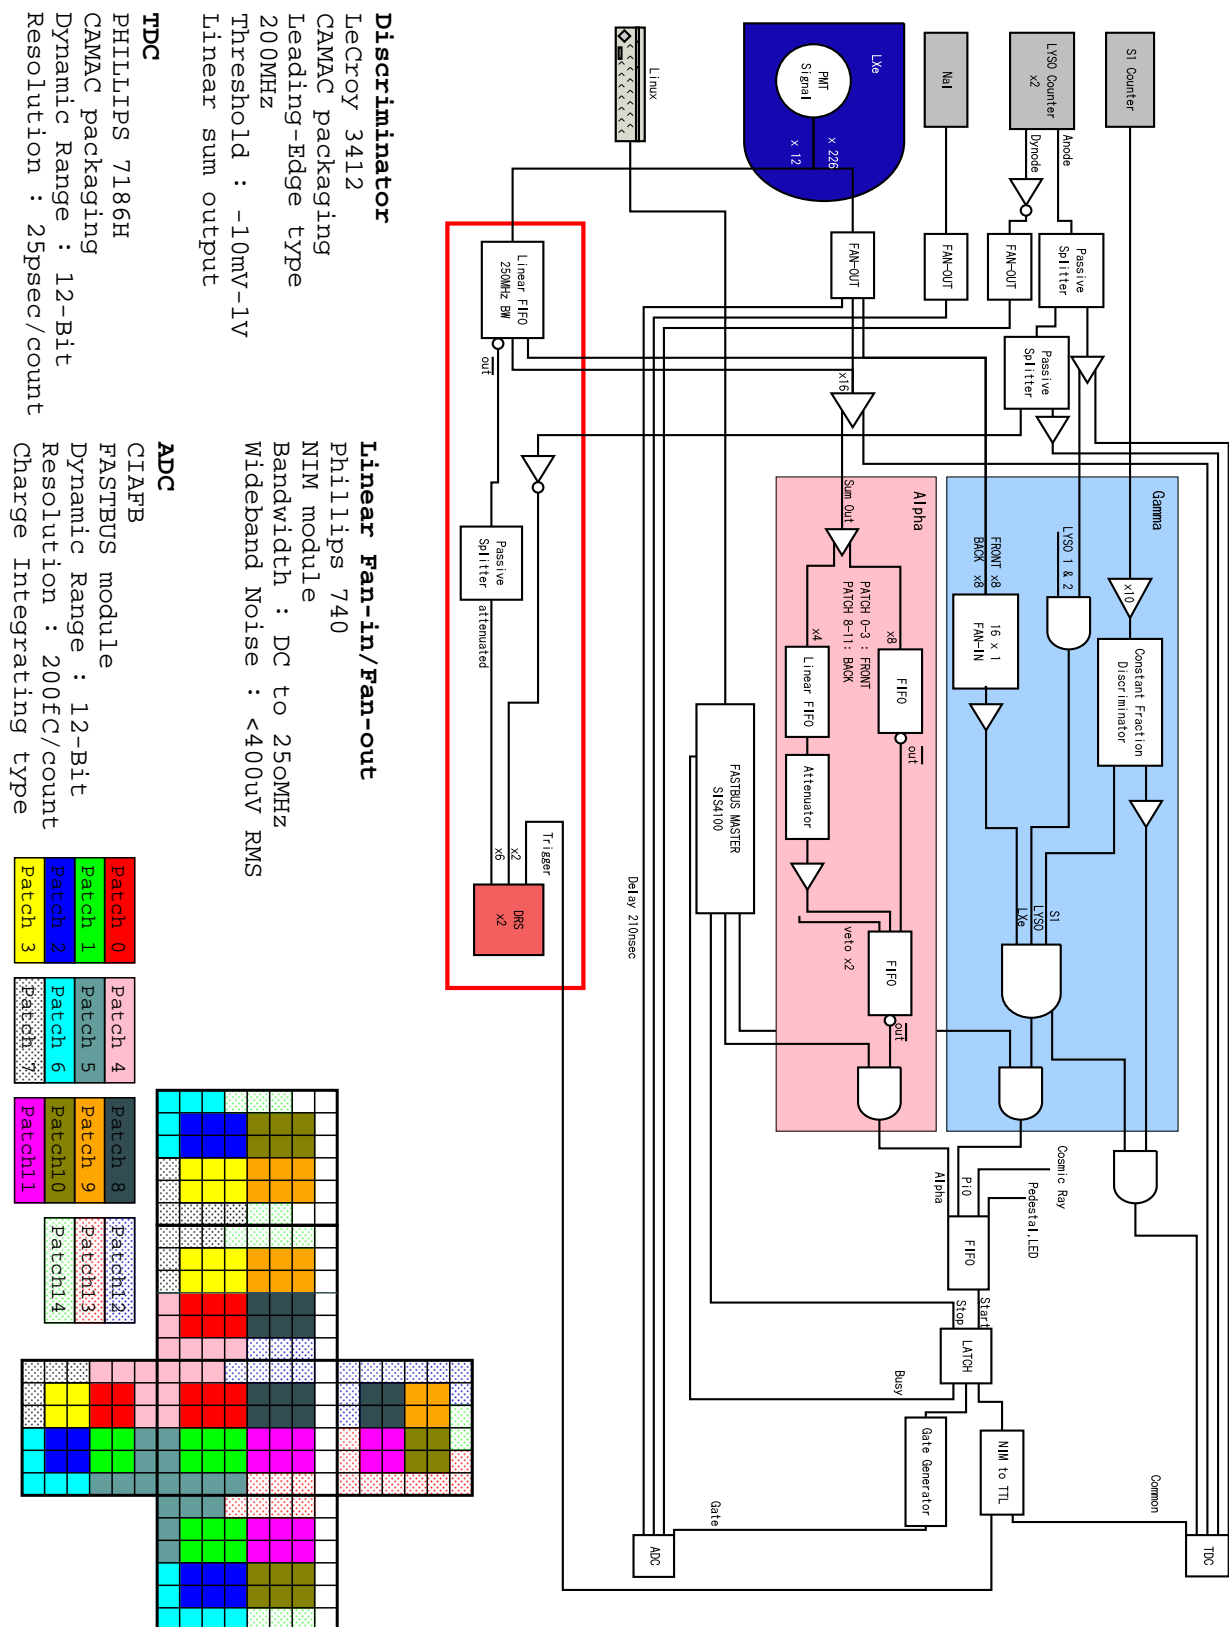 S1 Counter
LYSO Counter
x2
Anode
Dynode
NaI
LXe
PMT
Signal
x 226
x 12
Linux
Passive
Splitter
FAN-OUT
FAN-OUT
FAN-OUT
Passive
Splitter
x16
Linear FIFO
250MHz BW
out
Passive
Splitter
attenuated
Trigger
x2
x6
DRS
x2
Gamma
x10
Constant Fraction
Discriminator
LYSO 1 & 2
FRONT x8
BACK x8
16 x 1
FAN-IN
S1
LYSO
LXe
Alpha
Sum Out
x8
FIFO
out
PATCH 0-3 : FRONT
PATCH 8-11: BACK
x4
Linear FIFO
Attenuator
veto x2
FIFO
out
FASTBUS MASTER
SIS4100
Delay 210nsec
Cosmic Ray
Pedestal,LED
Pi0
Alpha
FIFO
Start
Stop
LATCH
Busy
NIM to TTL
Gate Generator
Common
Gate
TDC
ADC
Discriminator
LeCroy 3412
CAMAC packaging
Leading-Edge type
200MHz
Threshold : -10mV-1V
Linear sum output
TDC
PHILLIPS 7186H
CAMAC packaging
Dynamic Range : 12-Bit
Resolution : 25psec/count
Linear Fan-in/Fan-out
Phillips 740
NIM module
Bandwidth : DC to 25oMHz
Wideband Noise : <400uV RMS
ADC
CIAFB
FASTBUS module
Dynamic Range : 12-Bit
Resolution : 200fC/count
Charge Integrating type
Patch 0
Patch 1
Patch 2
Patch 3
Patch 4
Patch 5
Patch 6
Patch 7
Patch 8
Patch 9
Patch10
Patch11
Patch12
Patch13
Patch14